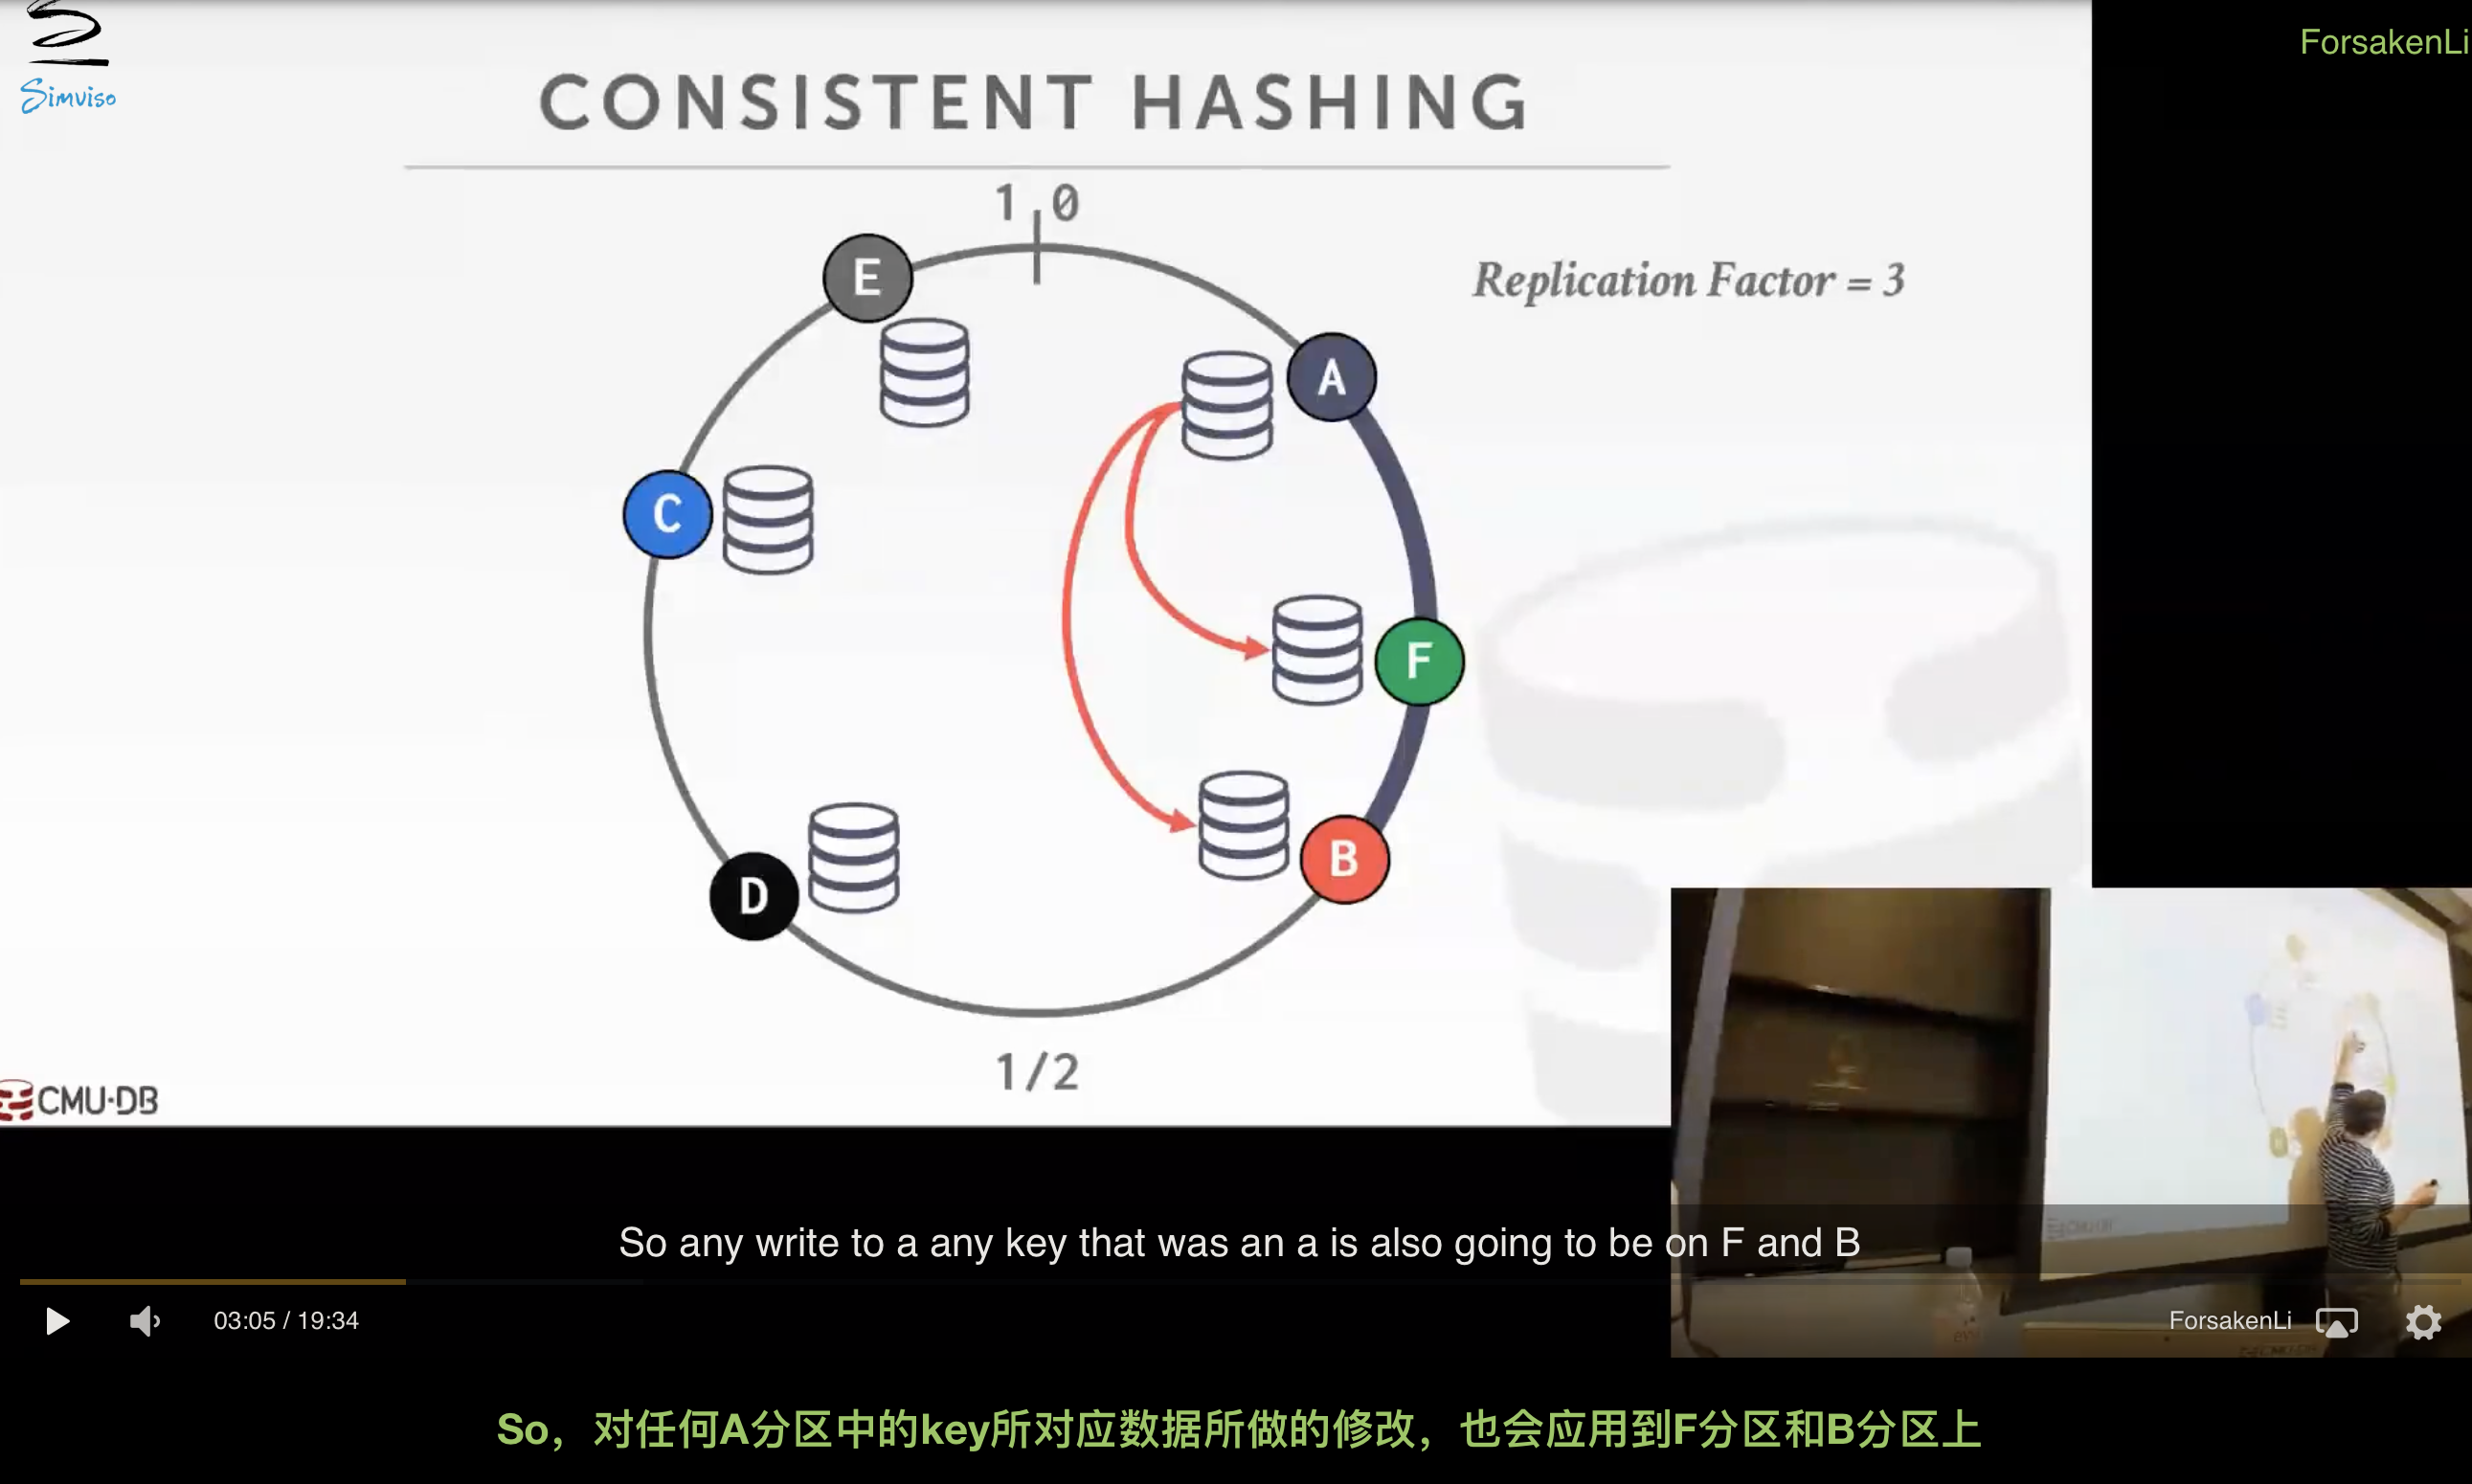 Simviso
ForsakenLi
CONSISTENT HASHING
1 0
Replication Factor = 3
E
A
C
F
B
D
1/2
CMU·DB
So any write to a any key that was an a is also going to be on F and B
03:05 / 19:34
ForsakenLi
So，对任何A分区中的key所对应数据所做的修改，也会应用到F分区和B分区上